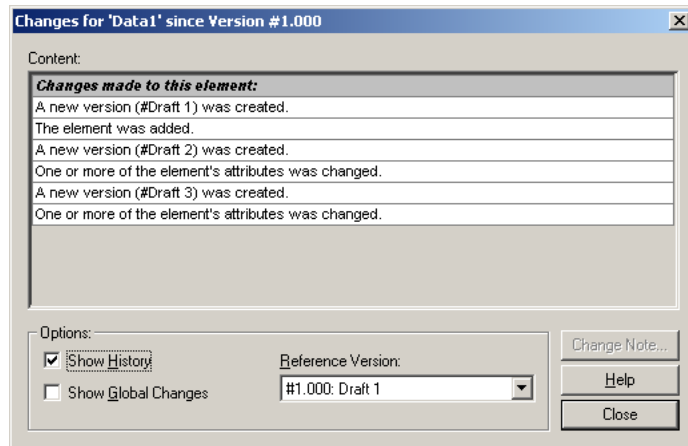 Changes for 'Data1' since Version #1.000
Content:
Changes made to this element:
A new version (#Draft 1) was created.
The element was added.
A new version (#Draft 2) was created.
One or more of the element's attributes was changed.
A new version (#Draft 3) was created.
One or more of the element's attributes was changed.
Options:
Show History
Reference Version:
Show Global Changes
#1.000: Draft 1
Change Note...
Help
Close